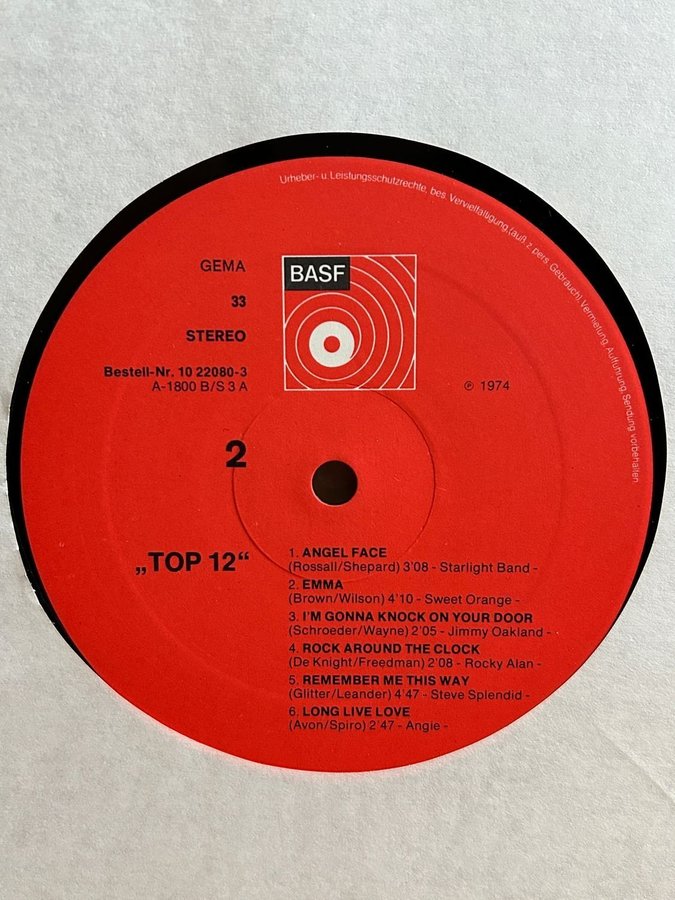 Urheber- u. Leistungsschutzrechte, bes. Vervielfältigung, (auß. z. pers. Gebrauch), Vermietung, Aufführung, Sendung vorbehalten.
GEMA
BASF
33
STEREO
Bestell-Nr. 10 22080-3
A-1800 B/S 3 A
℗ 1974
2
„TOP 12“
1. ANGEL FACE
(Rossall/Shepard) 3'08 - Starlight Band -
2. EMMA
(Brown/Wilson) 4'10 - Sweet Orange -
3. I'M GONNA KNOCK ON YOUR DOOR
(Schroeder/Wayne) 2'05 - Jimmy Oakland -
4. ROCK AROUND THE CLOCK
(De Knight/Freedman) 2'08 - Rocky Alan -
5. REMEMBER ME THIS WAY
(Glitter/Leander) 4'47 - Steve Splendid -
6. LONG LIVE LOVE
(Avon/Spiro) 2'47 - Angie -